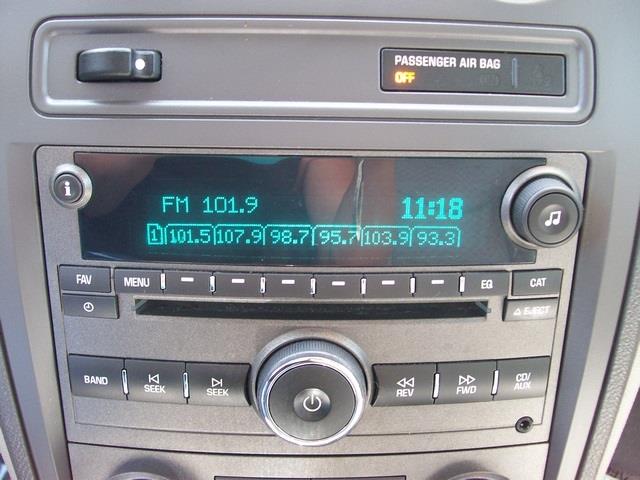 PASSENGER AIR BAG
OFF
i
FM 101.9 11:18
1 101.5 107.9 98.7 95.7 103.9 93.3
FAV MENU EQ CAT
EJECT
BAND SEEK SEEK REV FWD CD/
AUX